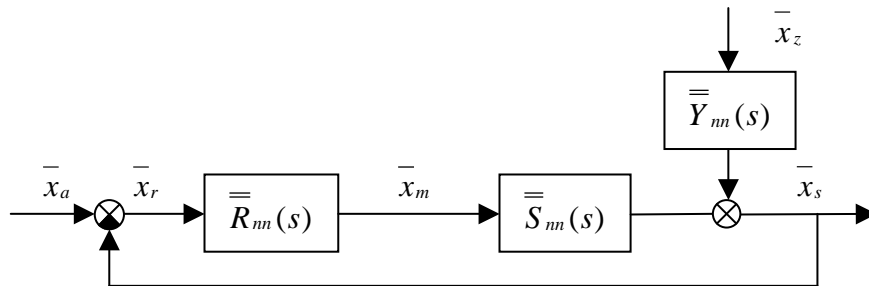 x̄z
Y̿nn(s)
x̄a x̄r x̄m x̄s
R̿nn(s) S̿nn(s)